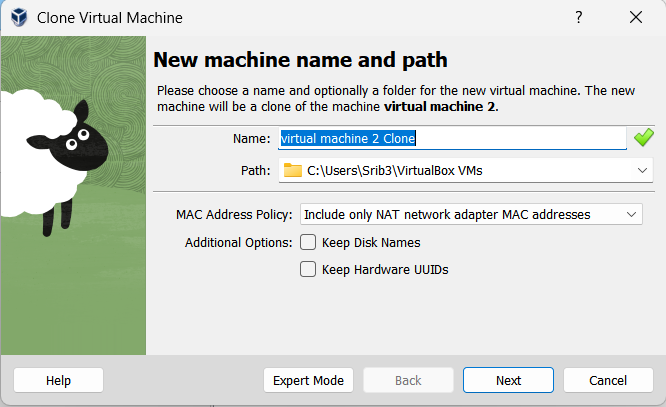 Clone Virtual Machine
?
New machine name and path
Please choose a name and optionally a folder for the new virtual machine. The new
machine will be a clone of the machine virtual machine 2.
Name: virtual machine 2 Clone
Path: C:\Users\Srib3\VirtualBox VMs
MAC Address Policy: Include only NAT network adapter MAC addresses
Additional Options: Keep Disk Names
Keep Hardware UUIDs
Help Expert Mode Back Next Cancel